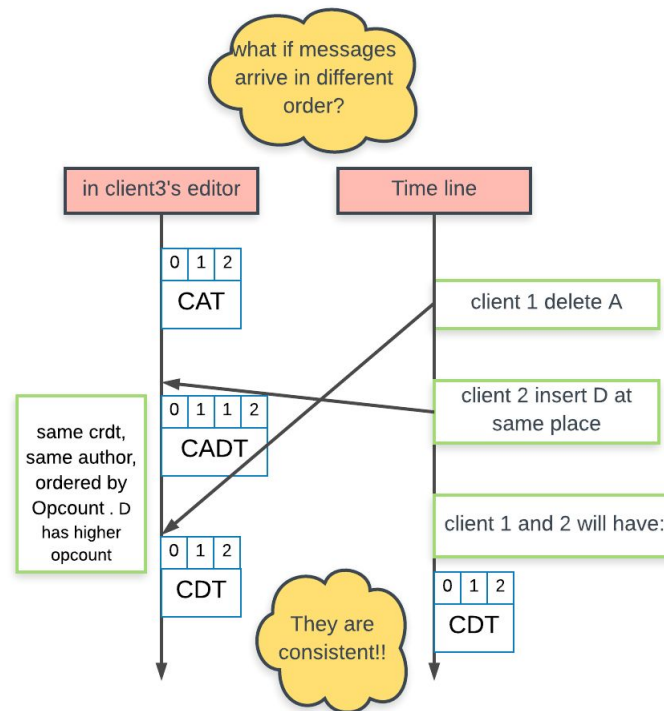 what if messages
arrive in different
order?
in client3's editor
Time line
0 1 2
CAT
client 1 delete A
client 2 insert D at
same place
0 1 1 2
CADT
same crdt,
same author,
ordered by
Opcount . D
has higher
opcount
client 1 and 2 will have:
0 1 2
CDT
0 1 2
CDT
They are
consistent!!